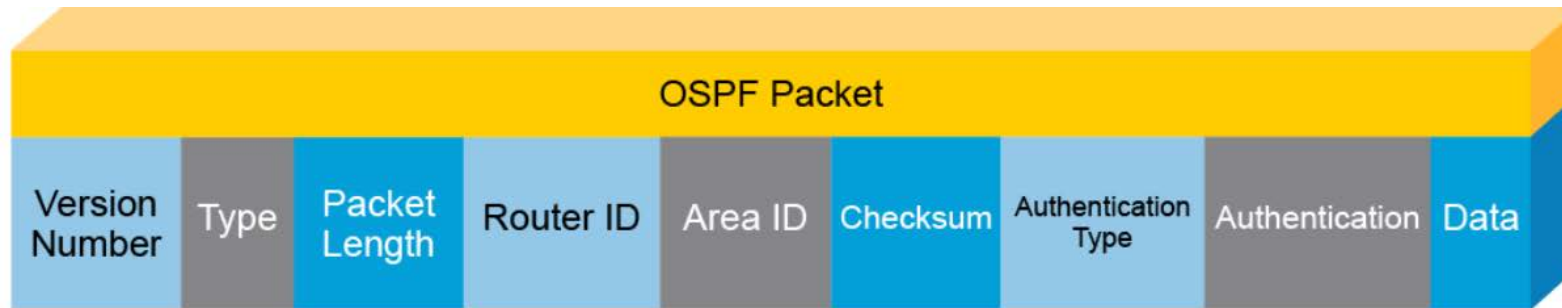 OSPF Packet
Version
Number
Type
Packet
Length
Router ID
Area ID
Checksum
Authentication
Type
Authentication
Data